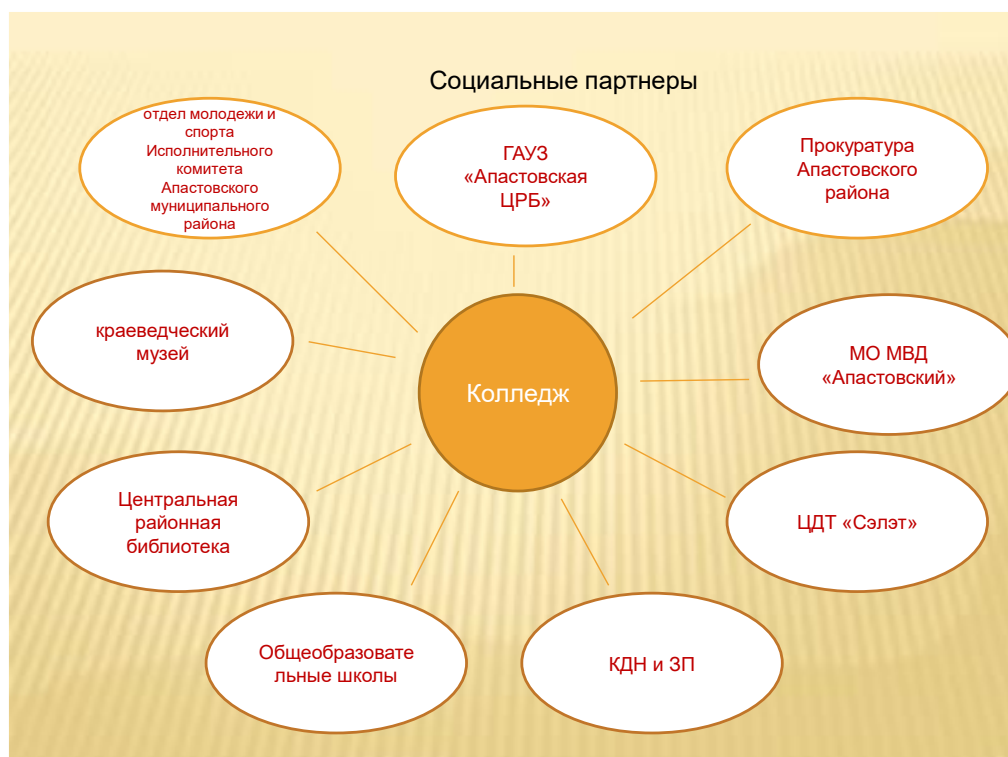 Социальные партнеры
отдел молодежи и
спорта
Исполнительного
комитета
Апастовского
муниципального
района
ГАУЗ
«Апастовская
ЦРБ»
Прокуратура
Апастовского
района
краеведческий
музей
Колледж
МО МВД
«Апастовский»
Центральная
районная
библиотека
ЦДТ «Сэлэт»
Общеобразовате
льные школы
КДН и ЗП